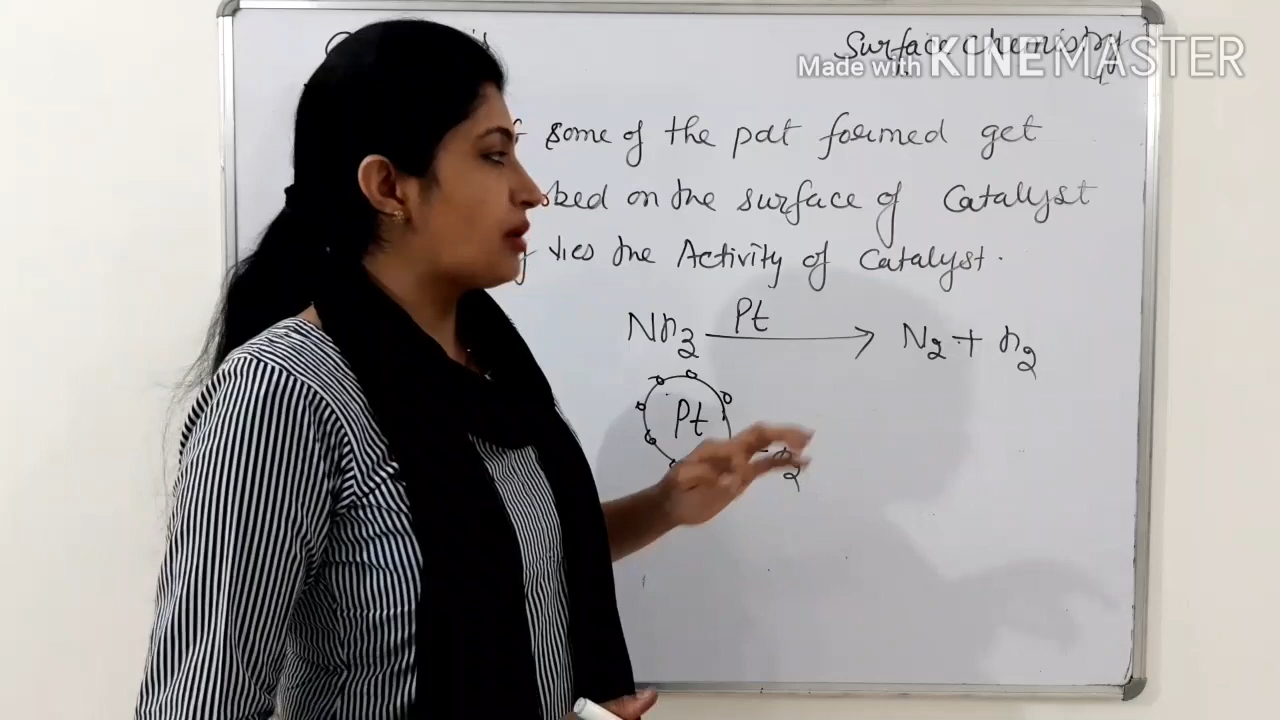 Surface Chemistry
Made with KINEMASTER
some of the pdt formed get
on the surface of Catalyst
the Activity of Catalyst.
Nh3 Pt → N2 + h2
Pt
h2